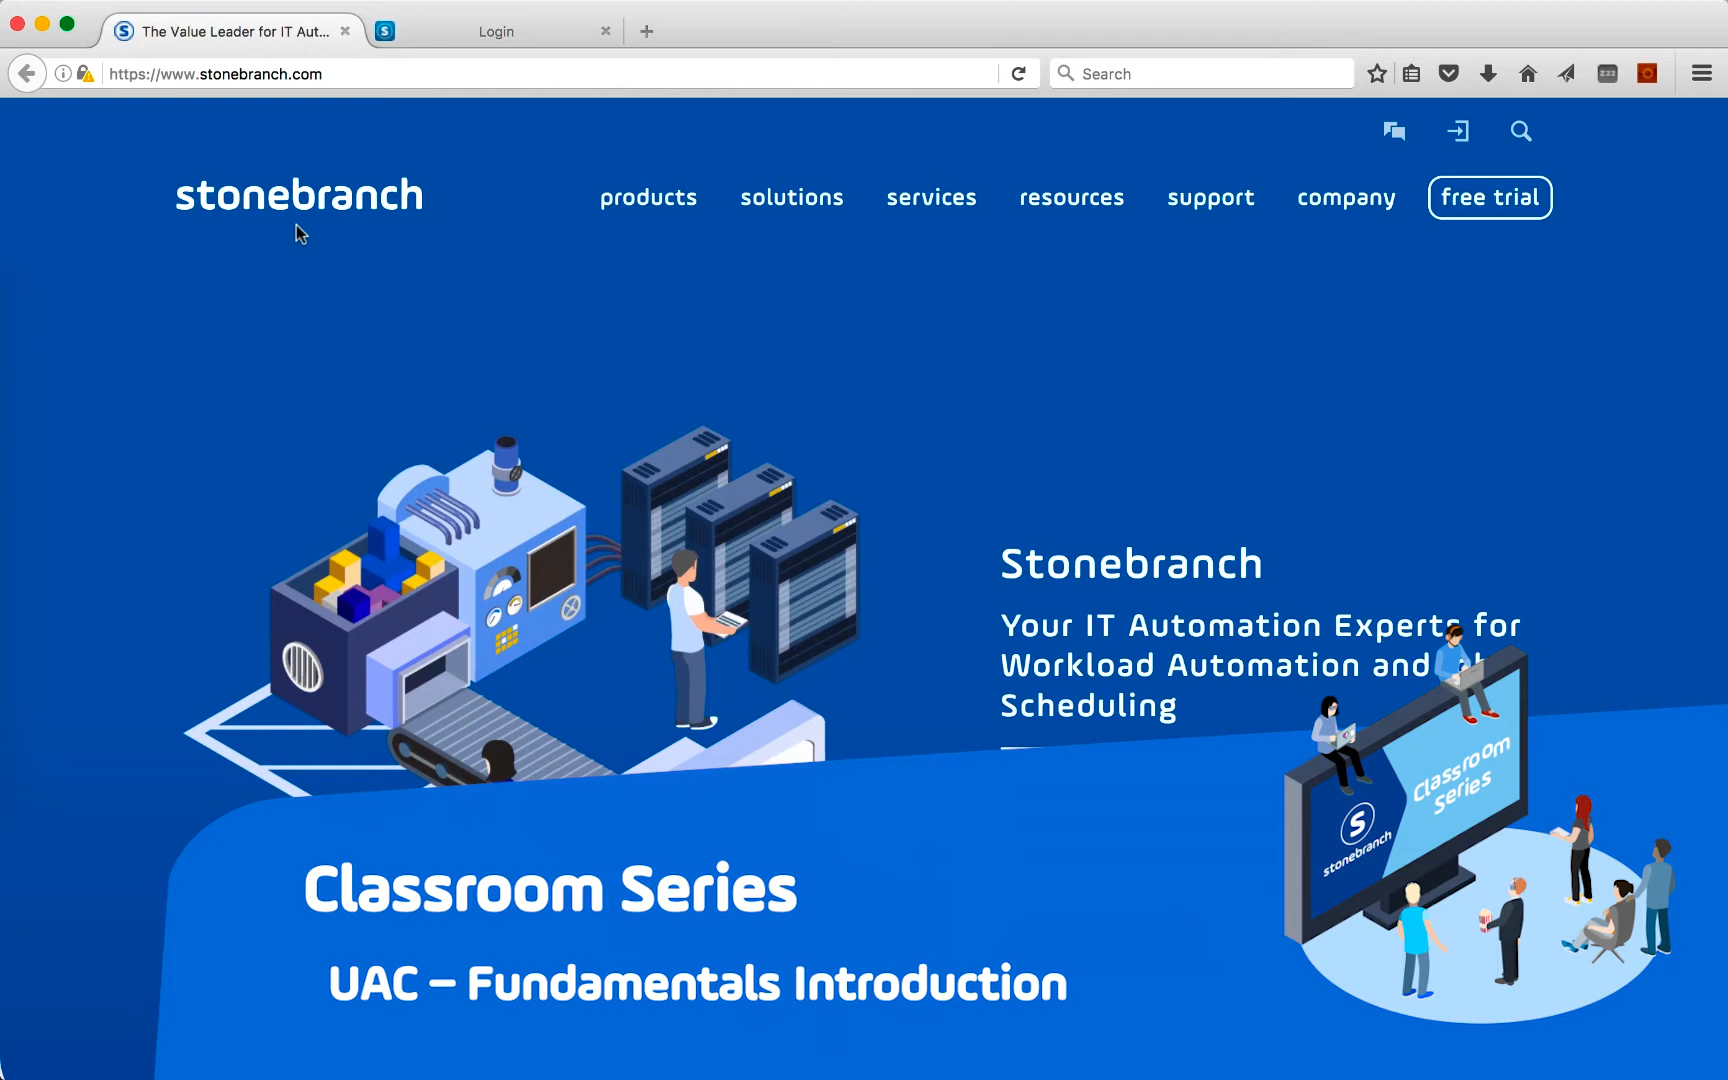 The Value Leader for IT Aut...
Login
https://www.stonebranch.com
Search
stonebranch
products
solutions
services
resources
support
company
free trial
Stonebranch
Your IT Automation Experts for
Workload Automation and
Scheduling
Classroom
Series
S
stonebranch
Classroom Series
UAC – Fundamentals Introduction